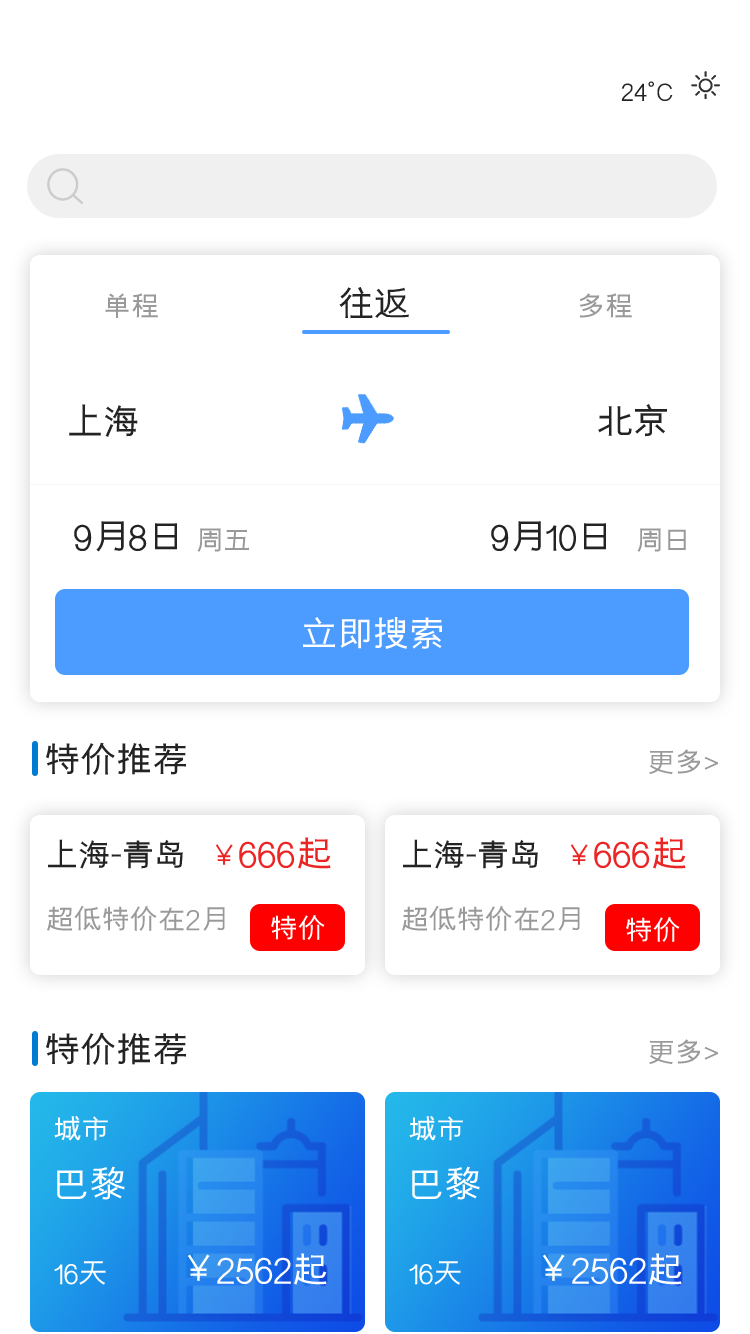 24°C
单程 往返 多程
上海 北京
9月8日 周五 9月10日 周日
立即搜索
特价推荐 更多>
上海-青岛 ¥666起 上海-青岛 ¥666起
超低特价在2月 特价 超低特价在2月 特价
特价推荐 更多>
城市 城市
巴黎 巴黎
16天 ¥2562起 16天 ¥2562起